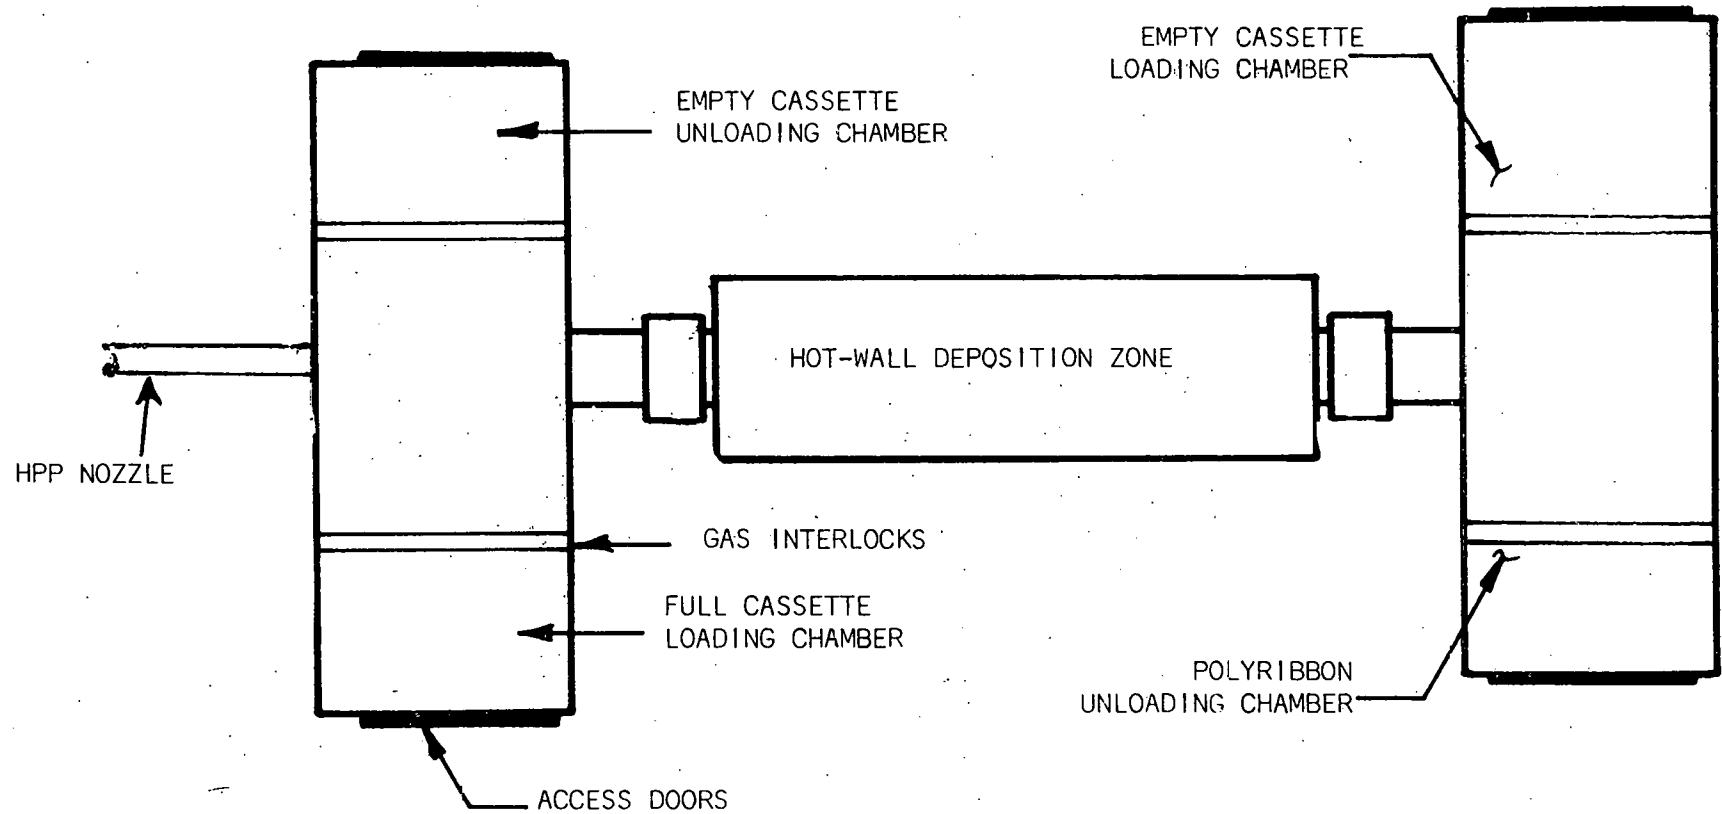 EMPTY CASSETTE
LOADING CHAMBER
EMPTY CASSETTE
UNLOADING CHAMBER
HOT-WALL DEPOSITION ZONE
HPP NOZZLE
GAS INTERLOCKS
FULL CASSETTE
LOADING CHAMBER
POLYRIBBON
UNLOADING CHAMBER
ACCESS DOORS